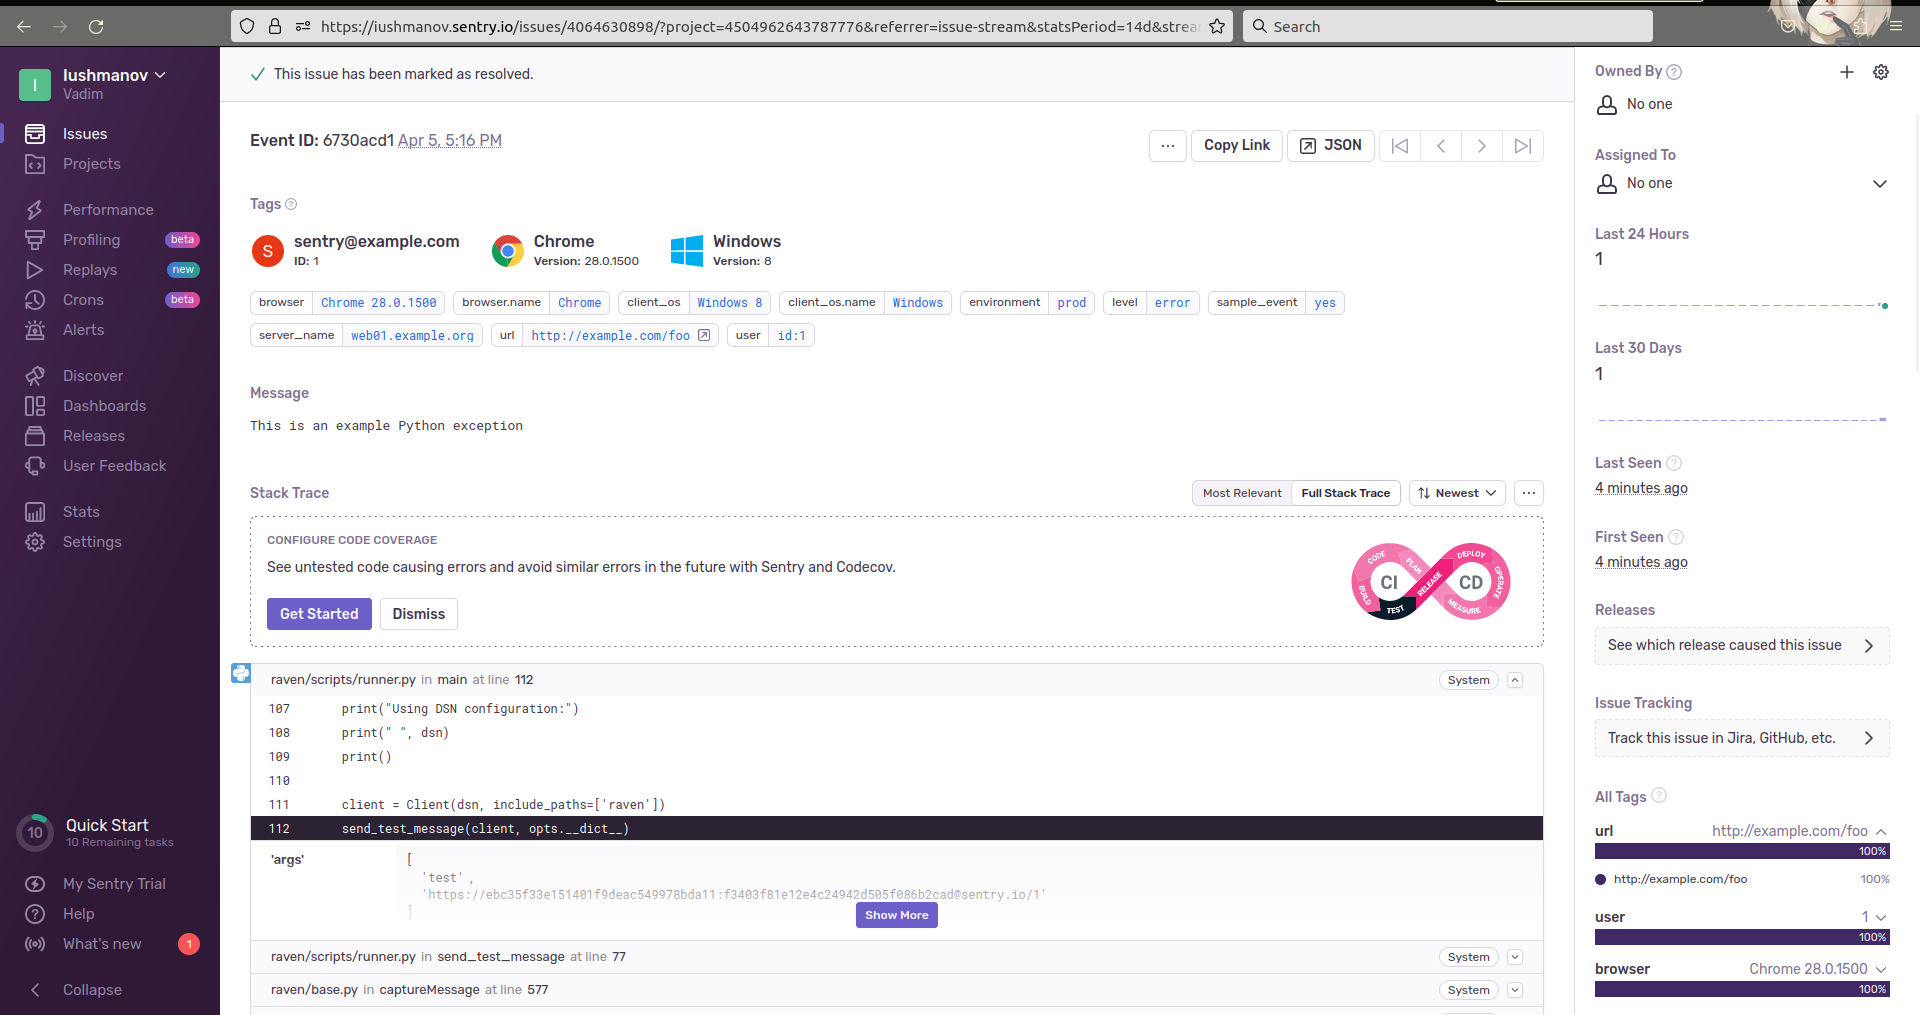 https://iushmanov.sentry.io/issues/4064630898/?project=4504962643787776&referrer=issue-stream&statsPeriod=14d&strea
Search
I
Iushmanov
Vadim
Issues
Projects
Performance
Profiling beta
Replays new
Crons beta
Alerts
Discover
Dashboards
Releases
User Feedback
Stats
Settings
10
Quick Start
10 Remaining tasks
My Sentry Trial
Help
What's new 1
Collapse
This issue has been marked as resolved.
Event ID: 6730acd1 Apr 5, 5:16 PM
... Copy Link JSON
Tags ?
S
sentry@example.com
ID: 1
Chrome
Version: 28.0.1500
Windows
Version: 8
browser Chrome 28.0.1500 browser.name Chrome client_os Windows 8 client_os.name Windows environment prod level error sample_event yes
server_name web01.example.org url http://example.com/foo user id:1
Message
This is an example Python exception
Stack Trace
Most Relevant Full Stack Trace Newest ...
CONFIGURE CODE COVERAGE
See untested code causing errors and avoid similar errors in the future with Sentry and Codecov.
Get Started Dismiss
CODE PLAN BUILD CI TEST RELEASE DEPLOY OPERATE CD MEASURE
raven/scripts/runner.py in main at line 112 System
107 print("Using DSN configuration:")
108 print(" ", dsn)
109 print()
110
111 client = Client(dsn, include_paths=['raven'])
112 send_test_message(client, opts.__dict__)
'args' [
'test',
'https://ebc35f33e151401f9deac549978bda11:f3403f81e12e4c24942d505f086b2cad@sentry.io/1'
]
Show More
raven/scripts/runner.py in send_test_message at line 77 System
raven/base.py in captureMessage at line 577 System
Owned By ?
No one
Assigned To
No one
Last 24 Hours
1
Last 30 Days
1
Last Seen ?
4 minutes ago
First Seen ?
4 minutes ago
Releases
See which release caused this issue
Issue Tracking
Track this issue in Jira, GitHub, etc.
All Tags ?
url http://example.com/foo
100%
http://example.com/foo 100%
user 1
100%
browser Chrome 28.0.1500
100%